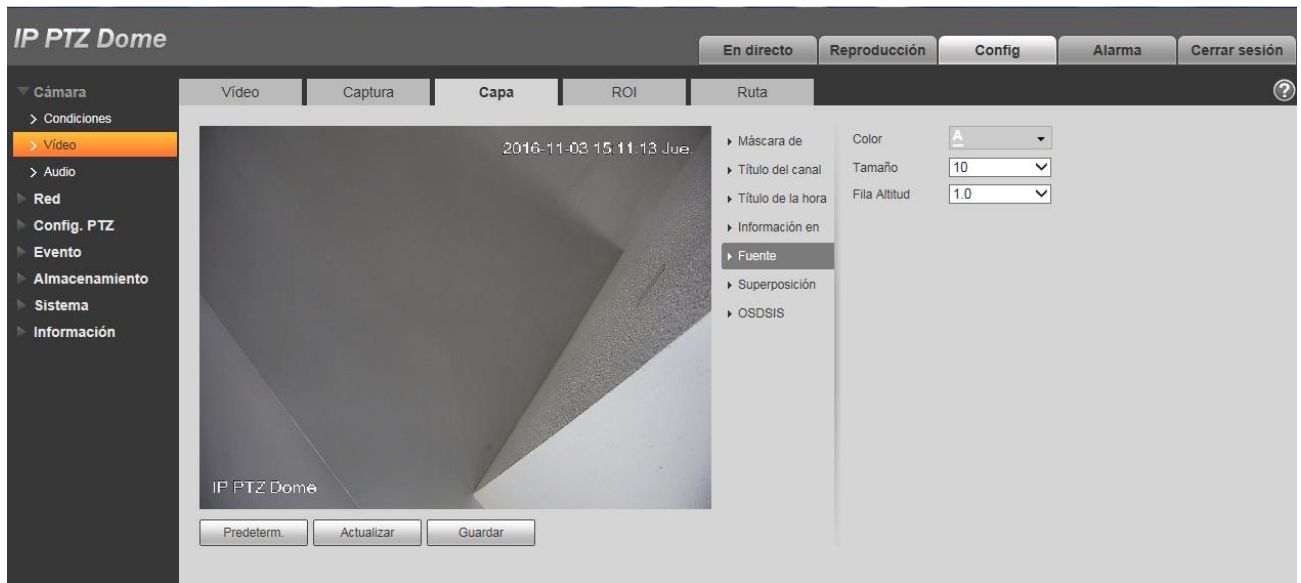 IP PTZ Dome
En directo
Reproducción
Config
Alarma
Cerrar sesión
Cámara
Condiciones
Vídeo
Audio
Red
Config. PTZ
Evento
Almacenamiento
Sistema
Información
Vídeo
Captura
Capa
ROI
Ruta
?
2016-11-03 15:11:13 Jue.
IP PTZ Dome
Máscara de
Título del canal
Título de la hora
Información en
Fuente
Superposición
OSDSIS
Color A
Tamaño 10
Fila Altitud 1.0
Predeterm.
Actualizar
Guardar